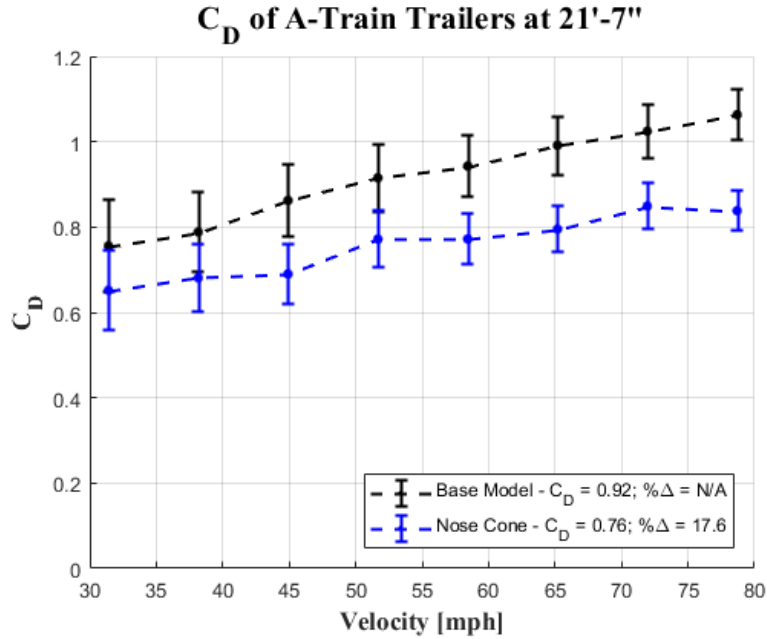 C_D of A-Train Trailers at 21'-7"
1.2
1
0.8
0.6
0.4
0.2
0
C_D
Base Model - C_D = 0.92; %Δ = N/A
Nose Cone - C_D = 0.76; %Δ = 17.6
30 35 40 45 50 55 60 65 70 75 80
Velocity [mph]